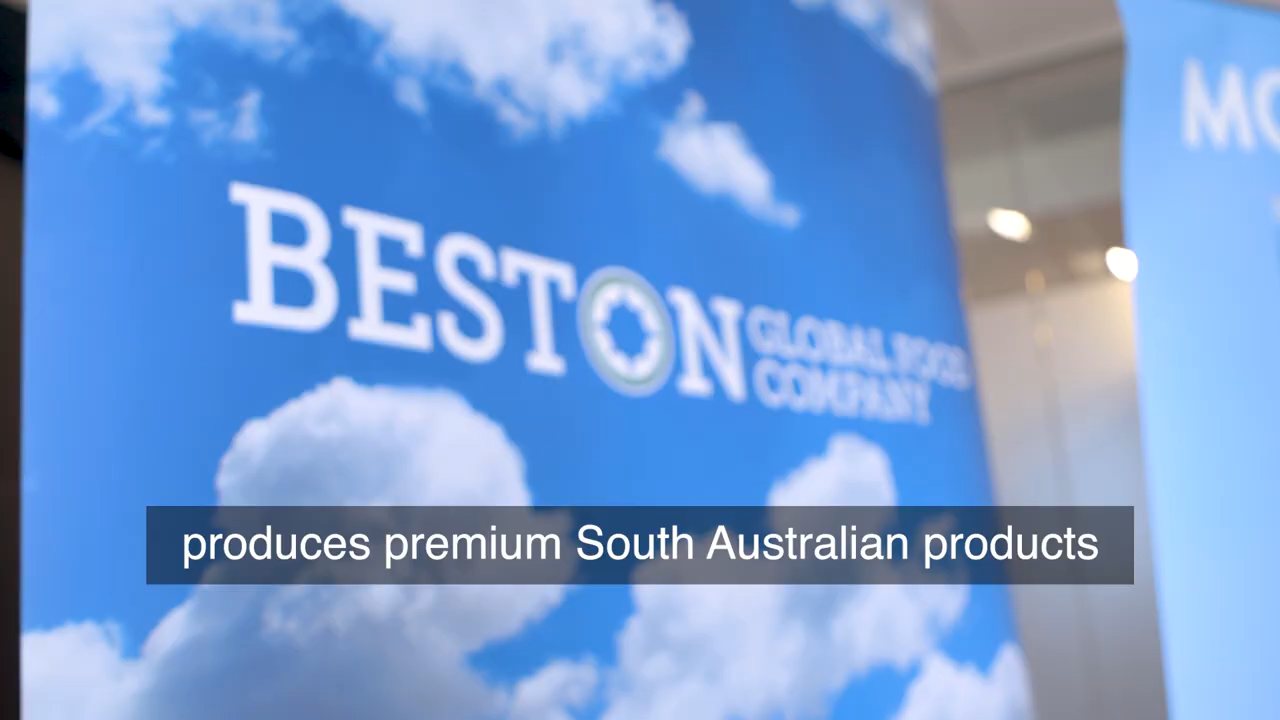 BESTON
GLOBAL FOOD
COMPANY
produces premium South Australian products